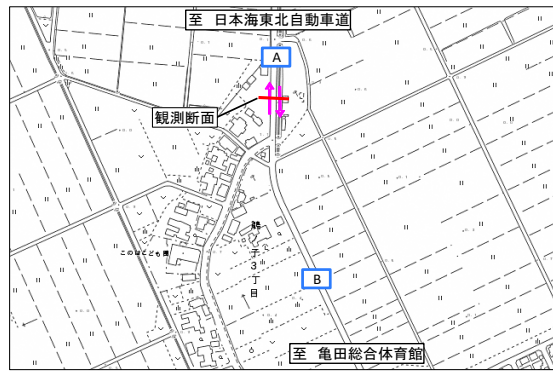 至 日本海東北自動車道
A
観測断面
このはこども園
鵜ノ子3丁目
B
至 亀田総合体育館